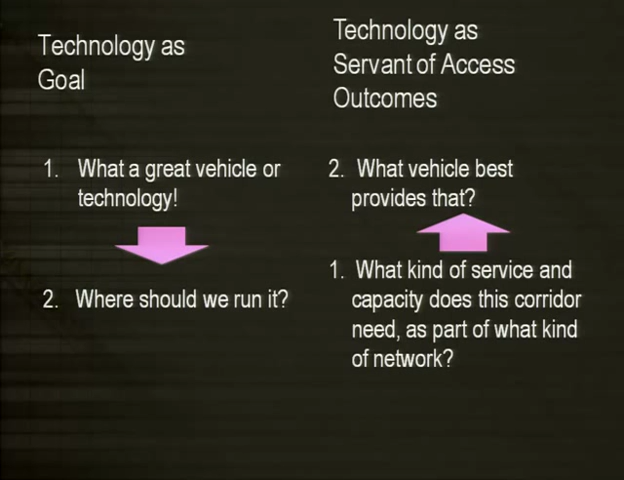 Technology as
Goal
1. What a great vehicle or
technology!
2. Where should we run it?
Technology as
Servant of Access
Outcomes
2. What vehicle best
provides that?
1. What kind of service and
capacity does this corridor
need, as part of what kind
of network?